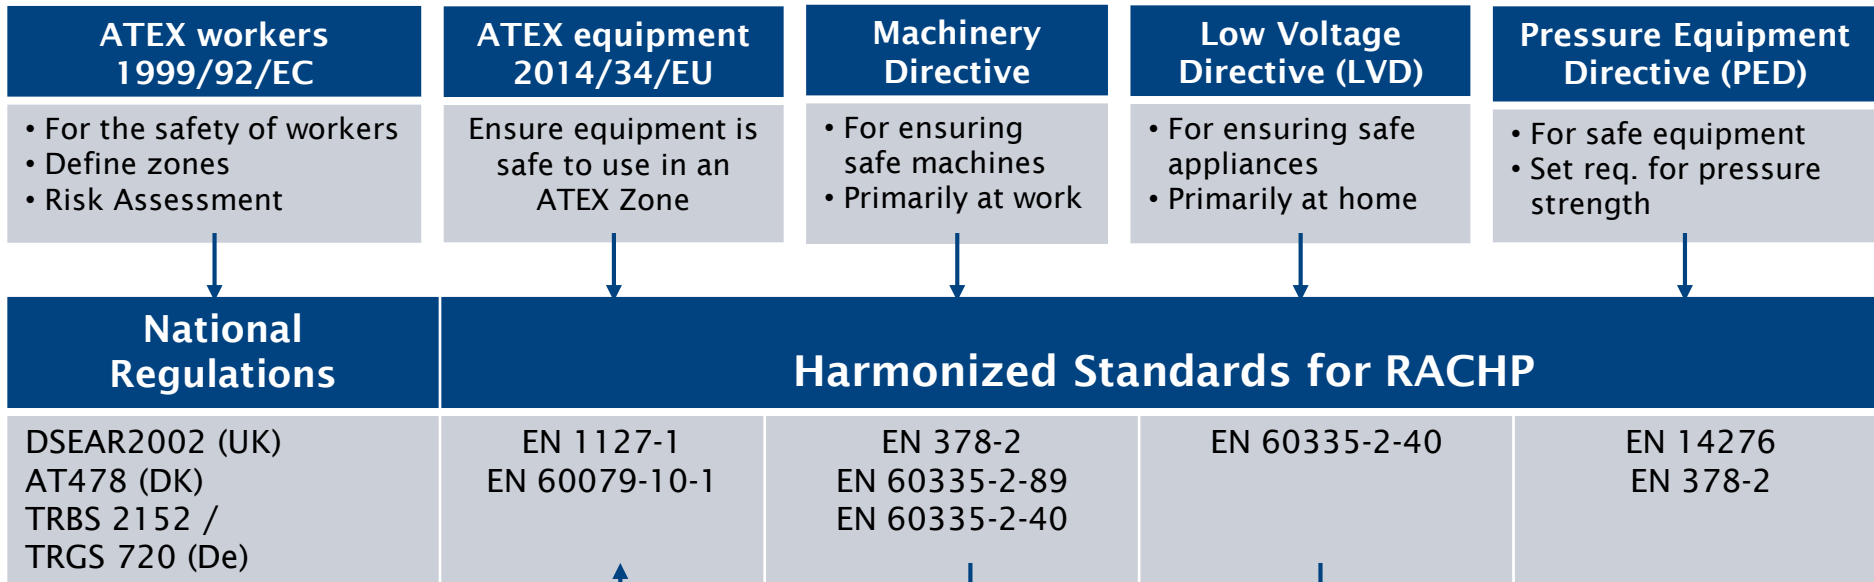 ATEX workers
1999/92/EC
• For the safety of workers
• Define zones
• Risk Assessment
ATEX equipment
2014/34/EU
Ensure equipment is
safe to use in an
ATEX Zone
Machinery
Directive
• For ensuring
safe machines
• Primarily at work
Low Voltage
Directive (LVD)
• For ensuring safe
appliances
• Primarily at home
Pressure Equipment
Directive (PED)
• For safe equipment
• Set req. for pressure
strength
National
Regulations
Harmonized Standards for RACHP
DSEAR2002 (UK)
AT478 (DK)
TRBS 2152 /
TRGS 720 (De)
EN 1127-1
EN 60079-10-1
EN 378-2
EN 60335-2-89
EN 60335-2-40
EN 60335-2-40
EN 14276
EN 378-2